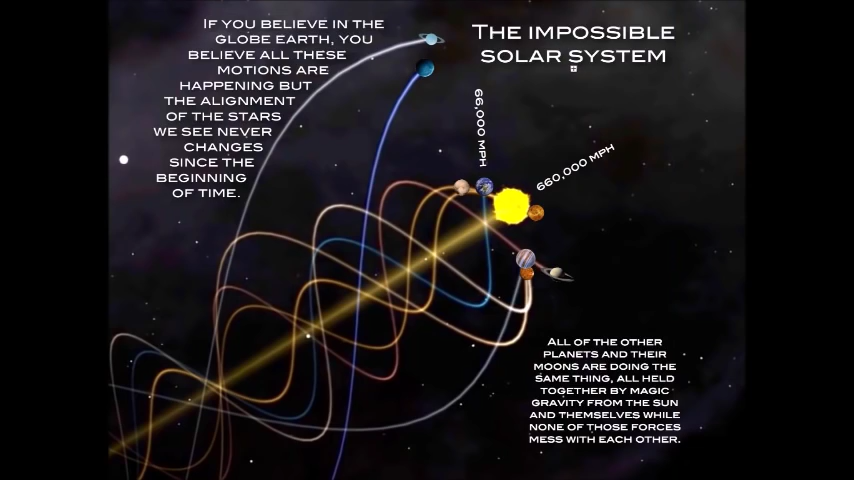 IF YOU BELIEVE IN THE
GLOBE EARTH, YOU
BELIEVE ALL THESE
MOTIONS ARE
HAPPENING BUT
THE ALIGNMENT
OF THE STARS
WE SEE NEVER
CHANGES
SINCE THE
BEGINNING
OF TIME.
THE IMPOSSIBLE
SOLAR SYSTEM
66,000 MPH
660,000 MPH
ALL OF THE OTHER
PLANETS AND THEIR
MOONS ARE DOING THE
SAME THING, ALL HELD
TOGETHER BY MAGIC
GRAVITY FROM THE SUN
AND THEMSELVES WHILE
NONE OF THOSE FORCES
MESS WITH EACH OTHER.